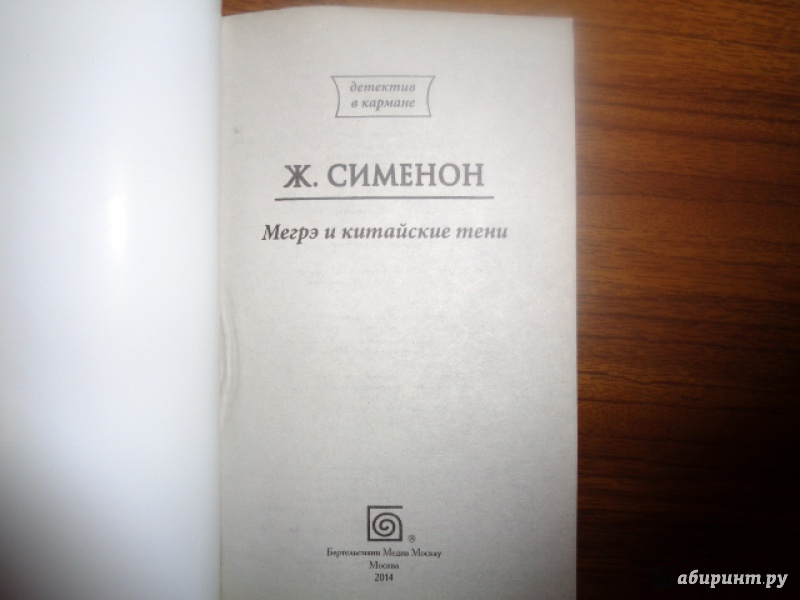 детектив
в кармане
Ж. СИМЕНОН
Мегрэ и китайские тени
®
Бертельсманн Медиа Москау
Москва
2014
абиринт.ру